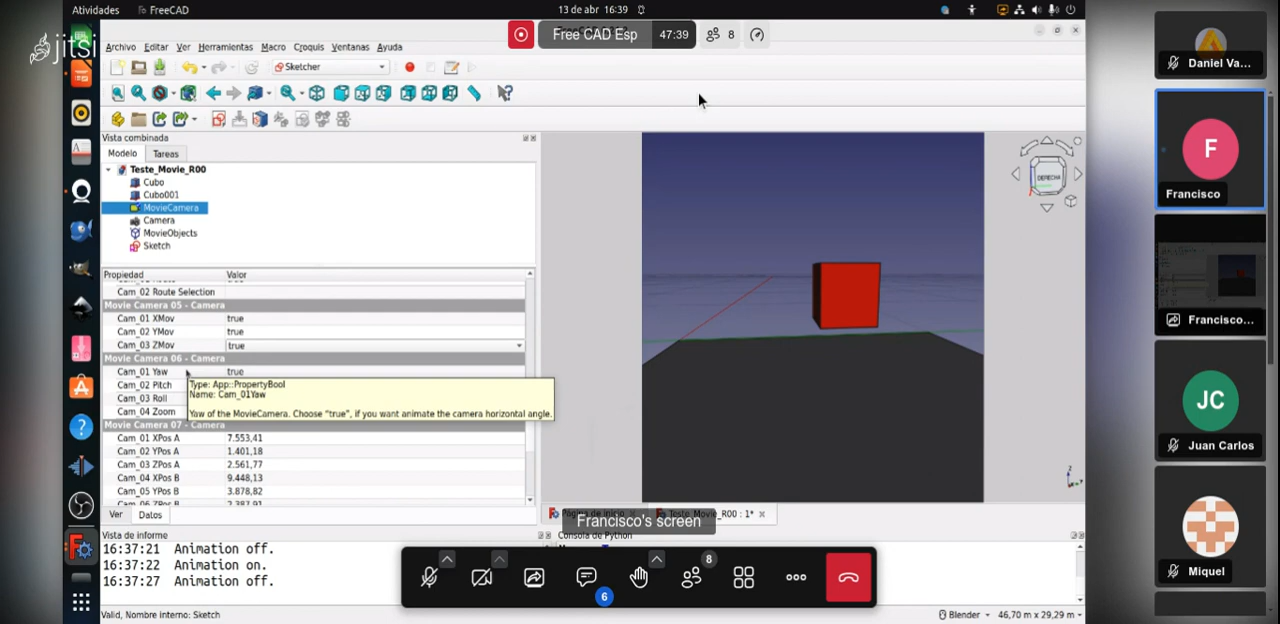 Atividades FreeCAD 13 de abr 16:39
jitsi
Free CAD Esp 47:39 8
Archivo Editar Ver Herramientas Macro Croquis Ventanas Ayuda
Sketcher
Vista combinada
Modelo Tareas
Teste_Movie_R00
Cubo
Cubo001
MovieCamera
Camera
MovieObjects
Sketch
Propiedad Valor
Cam_02 Route Selection
Movie Camera 05 - Camera
Cam_01 XMov true
Cam_02 YMov true
Cam_03 ZMov true
Movie Camera 06 - Camera
Cam_01 Yaw true
Cam_02 Pitch
Cam_03 Roll
Cam_04 Zoom
Type: App::PropertyBool
Name: Cam_01Yaw
Yaw of the MovieCamera. Choose "true", if you want animate the camera horizontal angle.
Movie Camera 07 - Camera
Cam_01 XPos A 7.553,41
Cam_02 YPos A 1.401,18
Cam_03 ZPos A 2.561,77
Cam_04 XPos B 9.448,13
Cam_05 YPos B 3.878,82
Cam_06 ZPos B 2.387,91
Ver Datos
DERECHA
Z
Teste_Movie_R00 : 1*
Francisco's screen
Vista de informe
Consola de Python
16:37:21 Animation off.
16:37:22 Animation on.
16:37:27 Animation off.
8
6
Valid, Nombre interno: Sketch
Blender 46,70 m × 29,29 m
Daniel Va...
F
Francisco
Francisco...
JC
Juan Carlos
Miquel